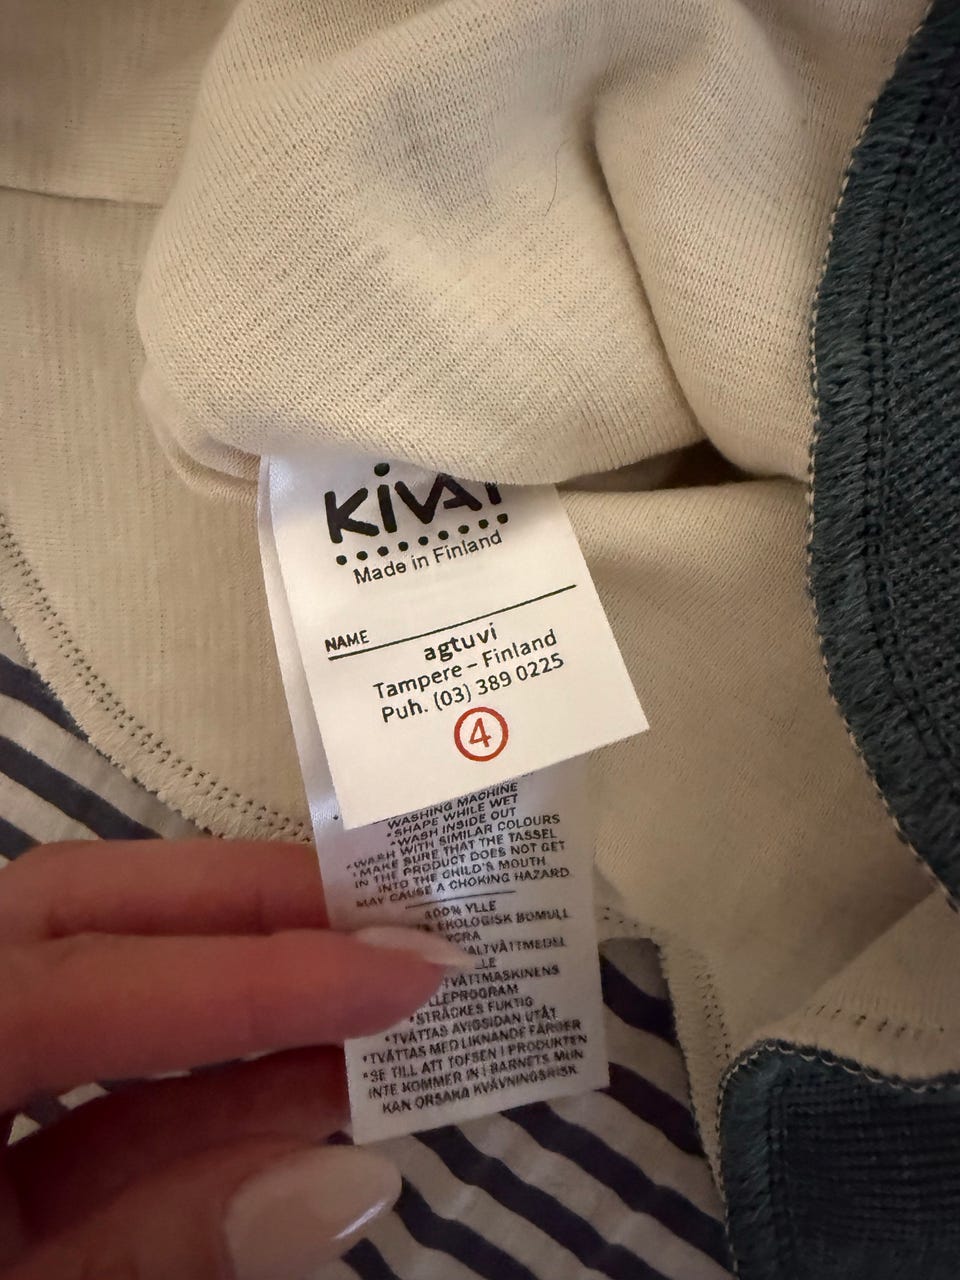 KIVAT
Made in Finland
NAME
agtuvi
Tampere – Finland
Puh. (03) 389 0225
4
WASHING MACHINE
•SHAPE WHILE WET
•WASH INSIDE OUT
•WASH WITH SIMILAR COLOURS
•MAKE SURE THAT THE TASSEL
IN THE PRODUCT DOES NOT GET
INTO THE CHILD'S MOUTH.
MAY CAUSE A CHOKING HAZARD.
100% YLLE
EKOLOGISK BOMULL
TVÄTTMASKINENS
•STRÄCKES FUKTIG
•TVÄTTAS AVIGSIDAN UTÅT
•TVÄTTAS MED LIKNANDE FÄRGER
•SE TILL ATT TOFSEN I PRODUKTEN
INTE KOMMER IN I BARNETS MUN
KAN ORSAKA KVÄVNINGSRISK